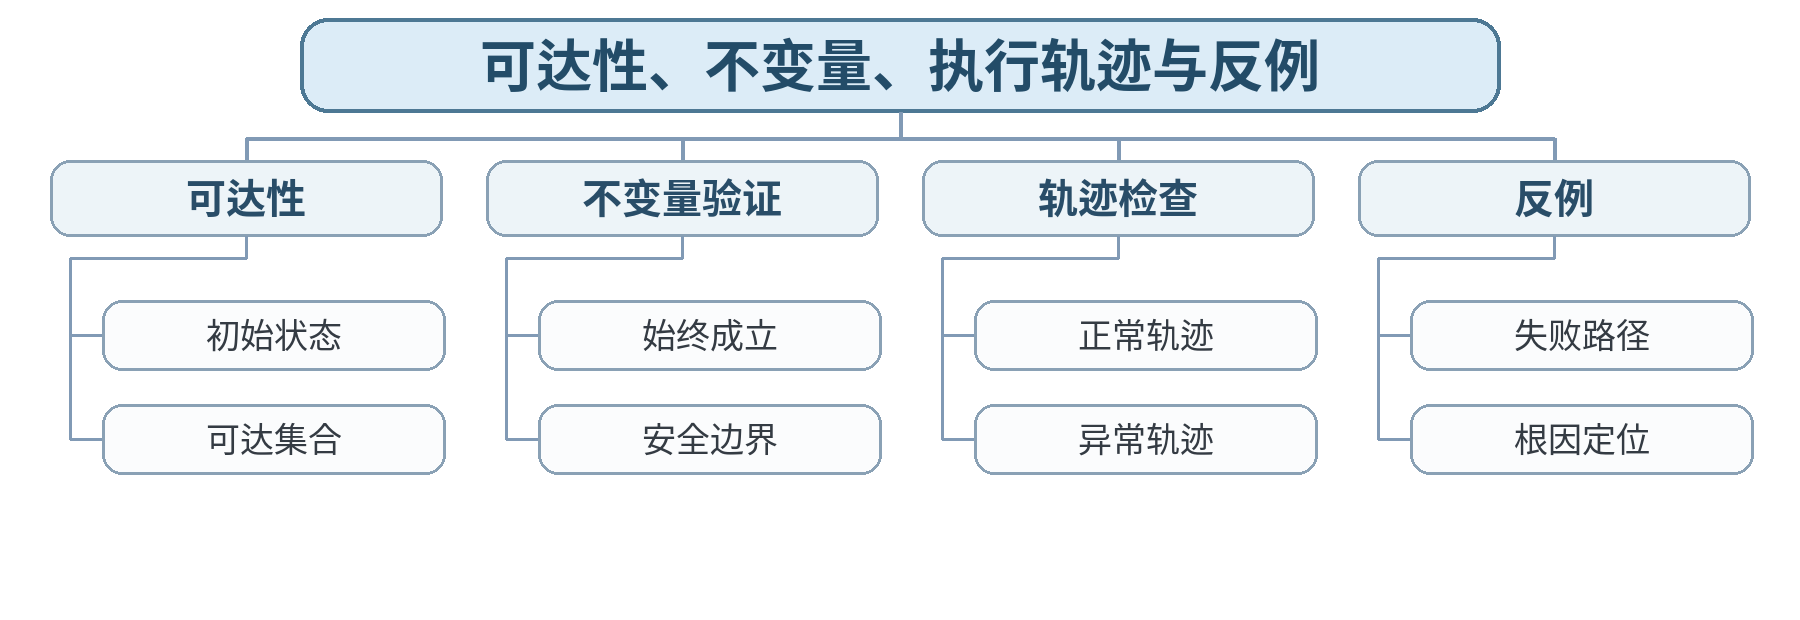 可达性、不变量、执行轨迹与反例
可达性
不变量验证
轨迹检查
反例
初始状态
始终成立
正常轨迹
失败路径
可达集合
安全边界
异常轨迹
根因定位